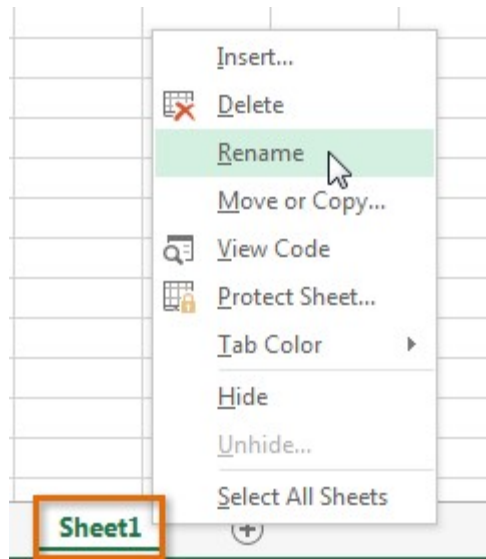 Insert...
Delete
Rename
Move or Copy...
View Code
Protect Sheet...
Tab Color
Hide
Unhide...
Select All Sheets
Sheet1